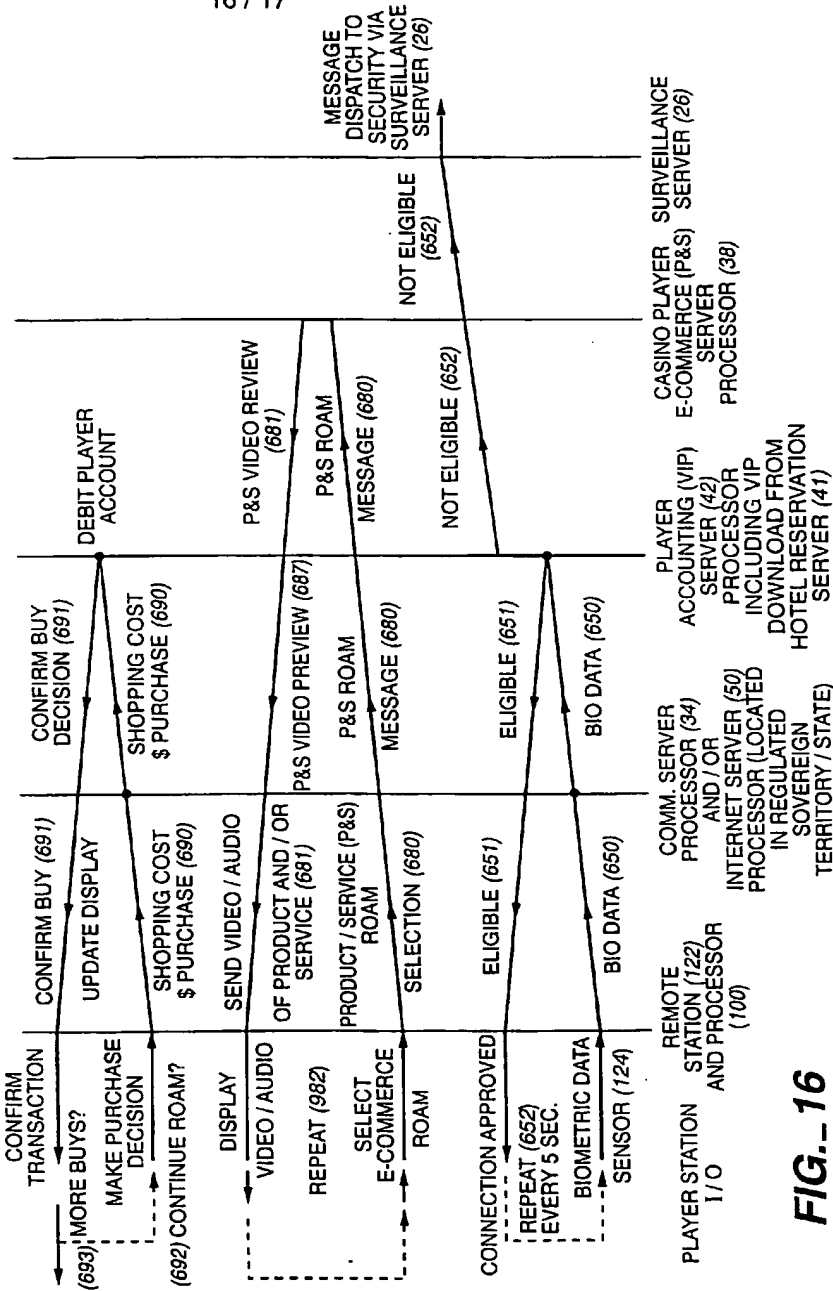 16 / 17
CONFIRM
TRANSACTION
(693)
MORE BUYS?
MAKE PURCHASE
DECISION
(692) CONTINUE ROAM?
DISPLAY
VIDEO / AUDIO
REPEAT (982)
SELECT
E-COMMERCE
ROAM
CONNECTION APPROVED
REPEAT (652)
EVERY 5 SEC.
BIOMETRIC DATA
SENSOR (124)
PLAYER STATION
I / O
CONFIRM BUY (691)
UPDATE DISPLAY
SHOPPING COST
$ PURCHASE (690)
SEND VIDEO / AUDIO
OF PRODUCT AND / OR
SERVICE (681)
PRODUCT / SERVICE (P&S)
ROAM
SELECTION (680)
ELIGIBLE (651)
BIO DATA (650)
REMOTE
STATION (122)
AND PROCESSOR
(100)
CONFIRM BUY
DECISION (691)
SHOPPING COST
$ PURCHASE (690)
P&S VIDEO PREVIEW (687)
P&S ROAM
MESSAGE (680)
ELIGIBLE (651)
BIO DATA (650)
COMM. SERVER
PROCESSOR (34)
AND / OR
INTERNET SERVER (50)
PROCESSOR (LOCATED
IN REGULATED
SOVEREIGN
TERRITORY / STATE)
DEBIT PLAYER
ACCOUNT
P&S VIDEO REVIEW
(681)
P&S ROAM
MESSAGE (680)
NOT ELIGIBLE (652)
PLAYER
ACCOUNTING (VIP)
SERVER (42)
PROCESSOR
INCLUDING VIP
DOWNLOAD FROM
HOTEL RESERVATION
SERVER (41)
NOT ELIGIBLE
(652)
CASINO PLAYER
E-COMMERCE (P&S)
SERVER
PROCESSOR (38)
MESSAGE
DISPATCH TO
SECURITY VIA
SURVEILLANCE
SERVER (26)
SURVEILLANCE
SERVER (26)
FIG._16